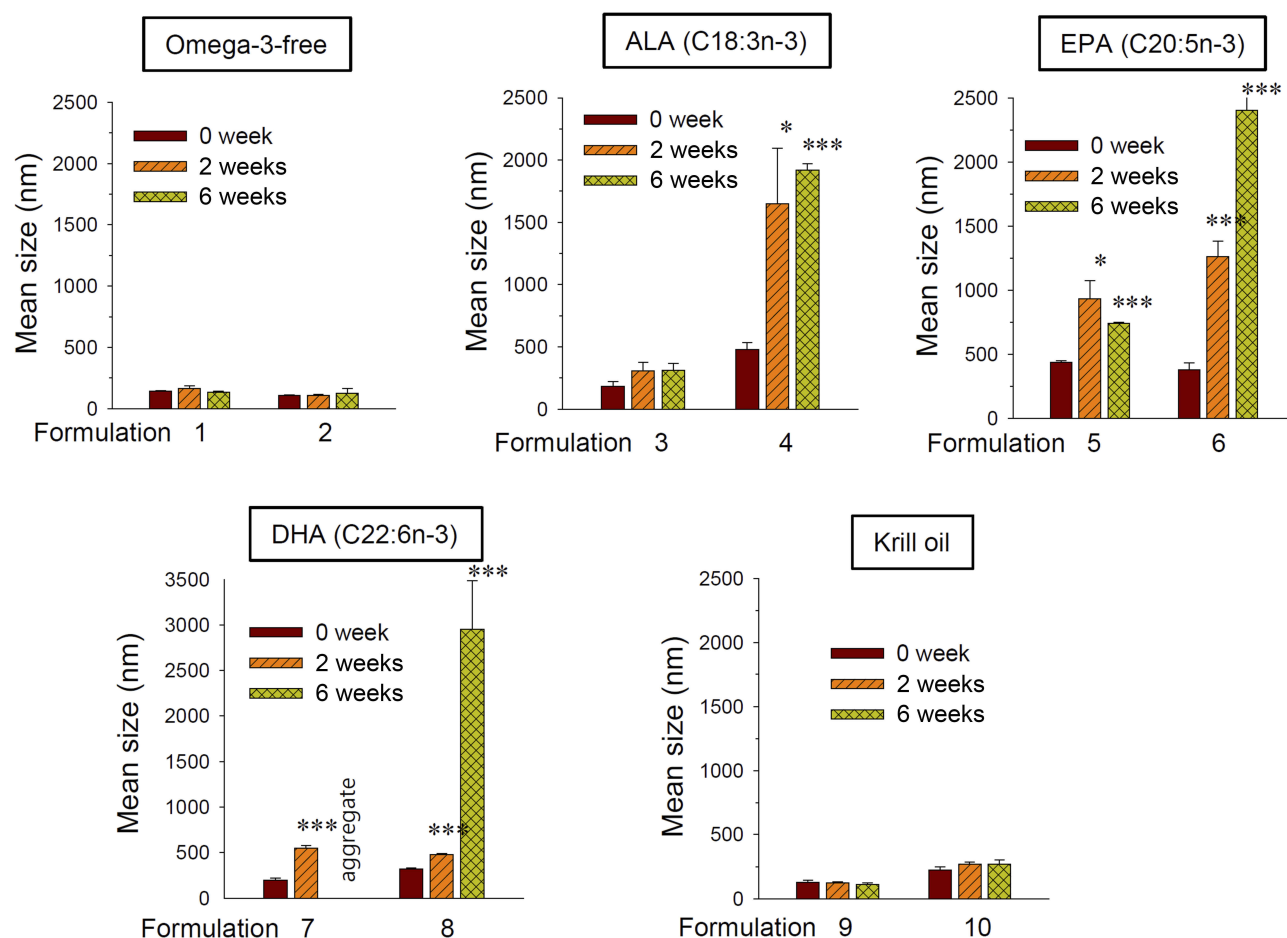 Omega-3-free
Mean size (nm)
2500
2000
1500
1000
500
0
0 week
2 weeks
6 weeks
Formulation 1 2
ALA (C18:3n-3)
Mean size (nm)
2500
2000
1500
1000
500
0
0 week
2 weeks
6 weeks
*
***
Formulation 3 4
EPA (C20:5n-3)
Mean size (nm)
2500
2000
1500
1000
500
0
0 week
2 weeks
6 weeks
*
***
***
***
Formulation 5 6
DHA (C22:6n-3)
Mean size (nm)
3500
3000
2500
2000
1500
1000
500
0
0 week
2 weeks
6 weeks
***
aggregate
***
***
Formulation 7 8
Krill oil
Mean size (nm)
2500
2000
1500
1000
500
0
0 week
2 weeks
6 weeks
Formulation 9 10